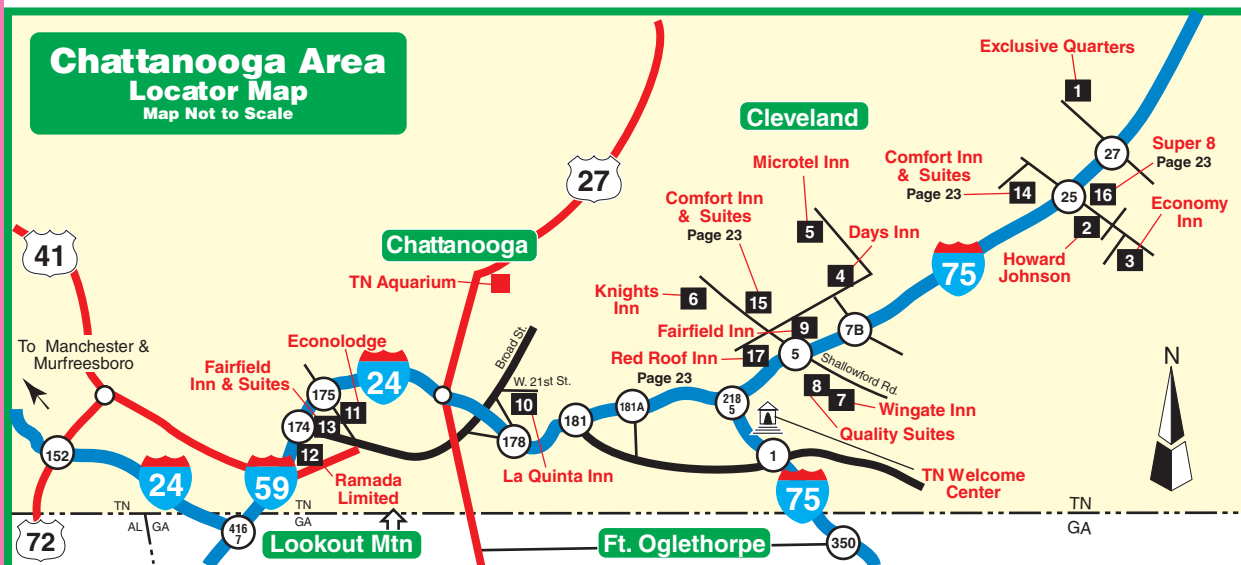 Chattanooga Area
Locator Map
Map Not to Scale
Exclusive Quarters
1
Cleveland
27
Super 8
Page 23
16
Comfort Inn
& Suites
Page 23
14
25
Economy
Inn
3
2
Howard
Johnson
Microtel Inn
5
Days Inn
4
75
Comfort Inn
& Suites
Page 23
15
Knights
Inn
6
Fairfield Inn
9
7B
Red Roof Inn
17
Page 23
5
Shallowford Rd.
8
7
Wingate Inn
Quality Suites
27
41
Chattanooga
TN Aquarium
To Manchester &
Murfreesboro
Econolodge
Fairfield
Inn & Suites
24
175
11
174
13
12
Ramada
Limited
Broad St.
W. 21st St.
10
178
La Quinta Inn
181
181A
218
5
1
TN Welcome
Center
N
152
24
59
75
TN
AL
GA
TN
GA
TN
GA
72
416
7
Lookout Mtn
Ft. Oglethorpe
350